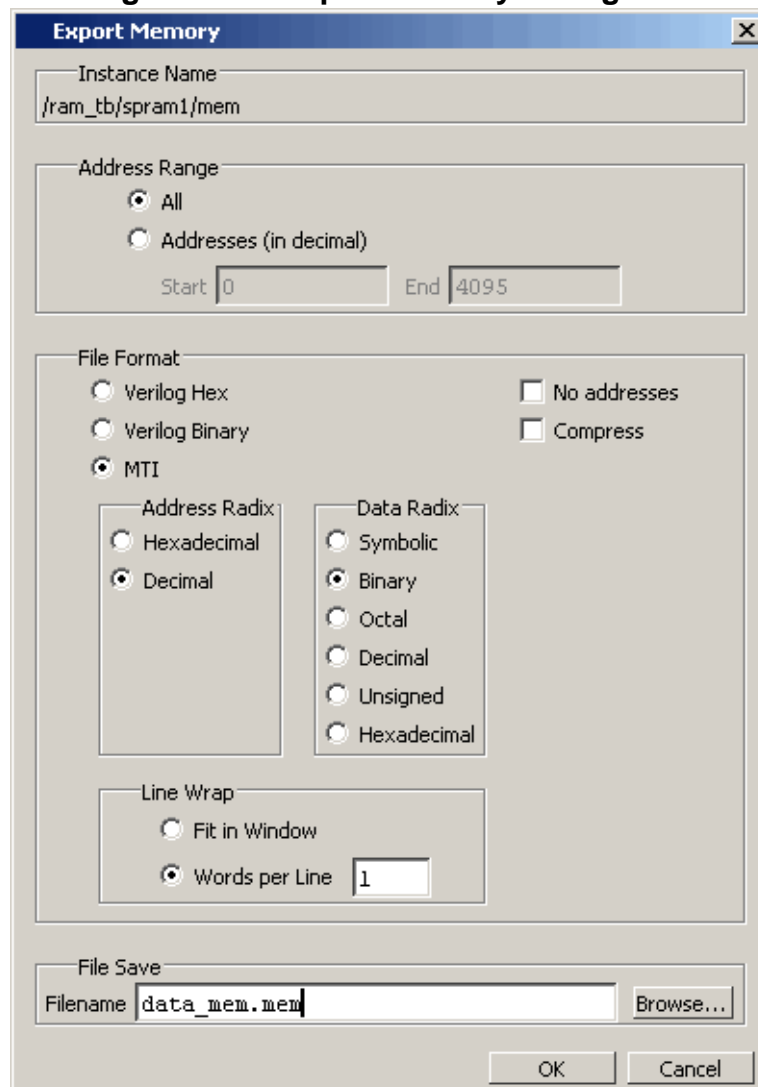 Export Memory
Instance Name
/ram_tb/spram1/mem
Address Range
All
Addresses (in decimal)
Start 0 End 4095
File Format
Verilog Hex No addresses
Verilog Binary Compress
MTI
Address Radix Data Radix
Hexadecimal Symbolic
Decimal Binary
Octal
Decimal
Unsigned
Hexadecimal
Line Wrap
Fit in Window
Words per Line 1
File Save
Filename data_mem.mem Browse...
OK Cancel